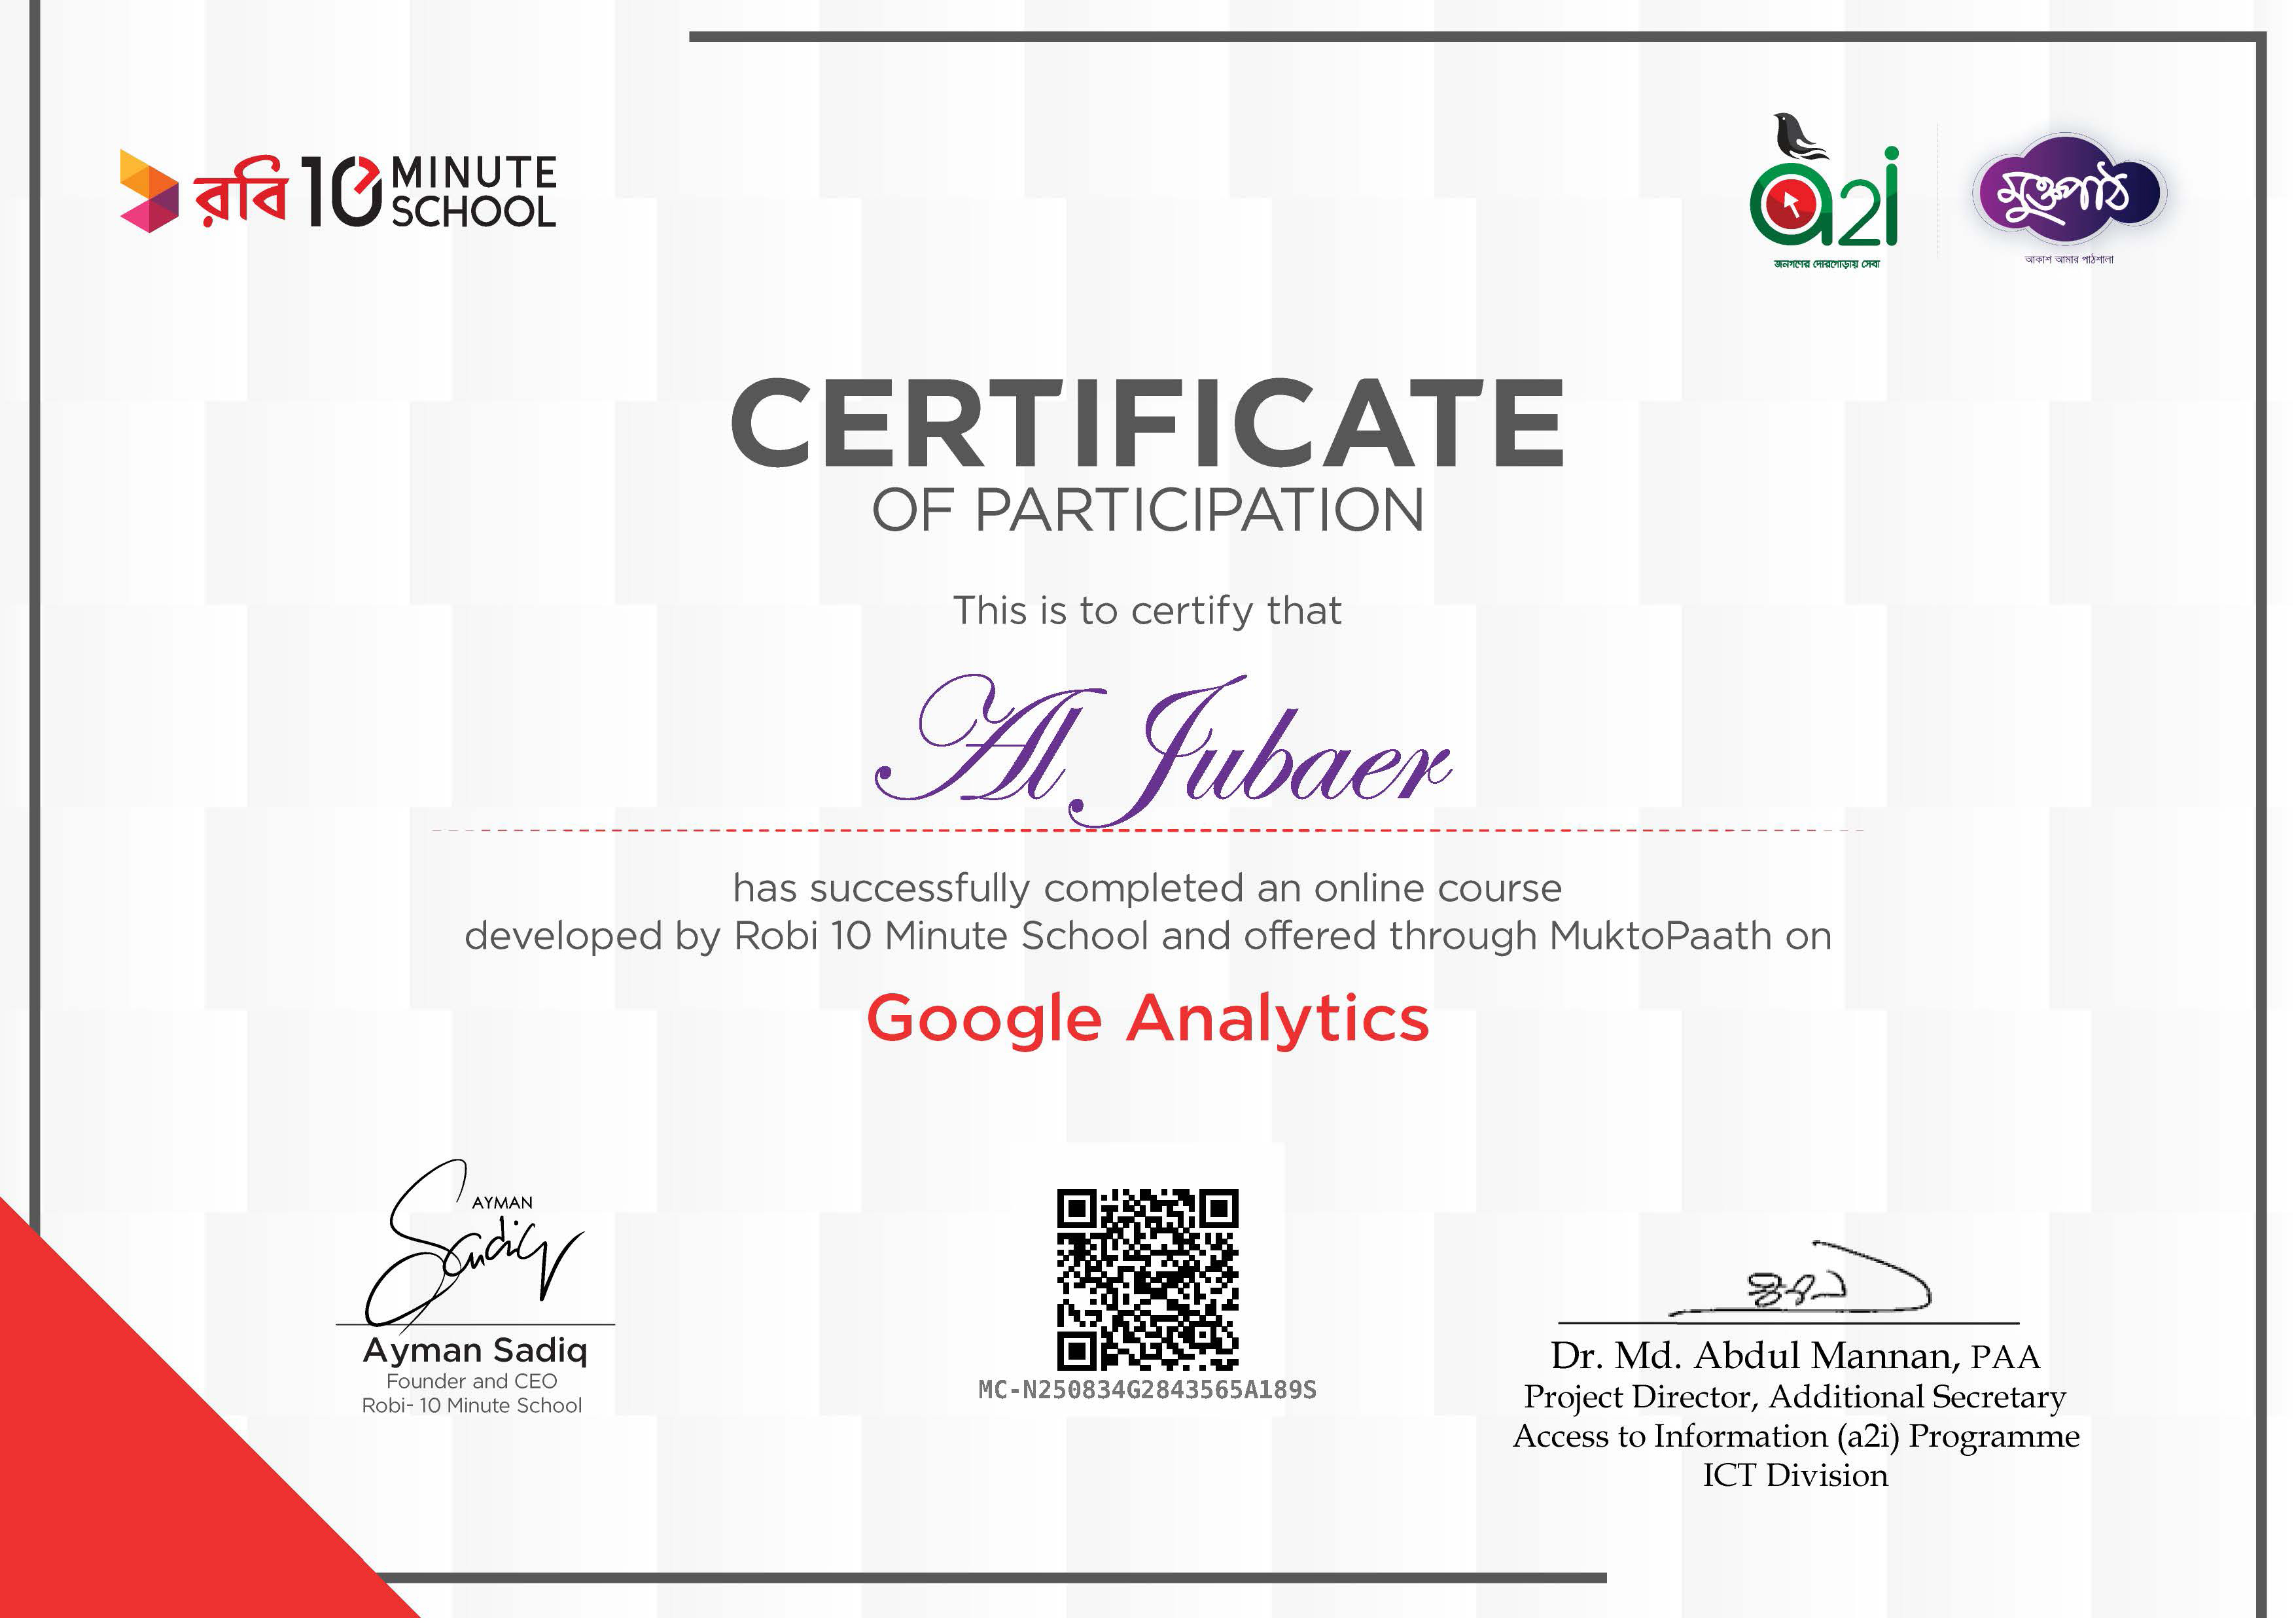 রবি 10 MINUTE SCHOOL
a2i
জনগণের দোরগোড়ায় সেবা
মুক্তপাঠ
আকাশ আমার পাঠশালা
CERTIFICATE
OF PARTICIPATION
This is to certify that
Al Jubaer
has successfully completed an online course
developed by Robi 10 Minute School and offered through MuktoPaath on
Google Analytics
AYMAN
Sadiq
Ayman Sadiq
Founder and CEO
Robi- 10 Minute School
MC-N250834G2843565A189S
Dr. Md. Abdul Mannan, PAA
Project Director, Additional Secretary
Access to Information (a2i) Programme
ICT Division